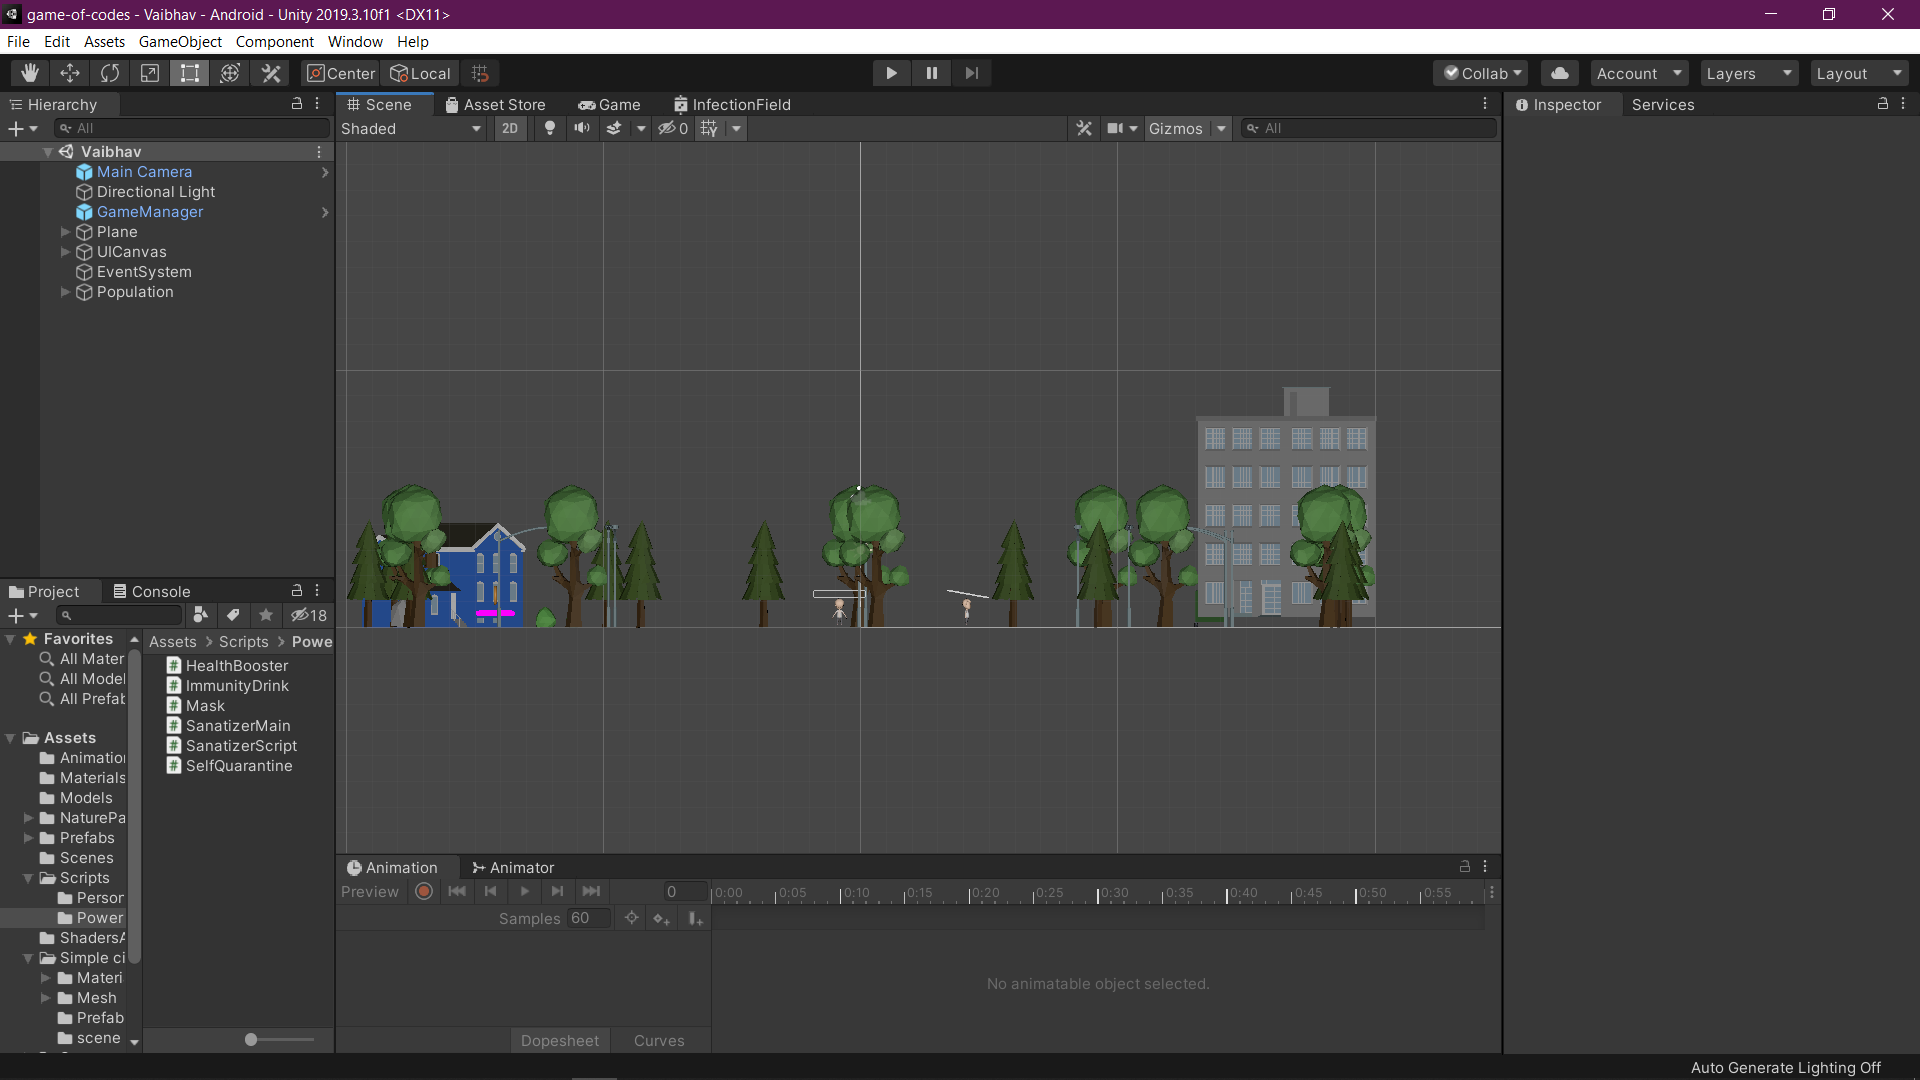 game-of-codes - Vaibhav - Android - Unity 2019.3.10f1 <DX11>
File Edit Assets GameObject Component Window Help
Center Local Collab Account Layers Layout
Hierarchy
All
Vaibhav
Main Camera
Directional Light
GameManager
Plane
UICanvas
EventSystem
Population
Scene Asset Store Game InfectionField
Shaded 2D 0 Gizmos All
Inspector Services
Project Console
18
Favorites
All Mater
All Model
All Prefab
Assets
Animation
Materials
Models
NaturePa
Prefabs
Scenes
Scripts
Person
Power
ShadersA
Simple ci
Materi
Mesh
Prefab
scene
Assets > Scripts > Powe
HealthBooster
ImmunityDrink
Mask
SanatizerMain
SanatizerScript
SelfQuarantine
Animation Animator
Preview 0 0:00 0:05 0:10 0:15 0:20 0:25 0:30 0:35 0:40 0:45 0:50 0:55
Samples 60
No animatable object selected.
Dopesheet Curves
Auto Generate Lighting Off